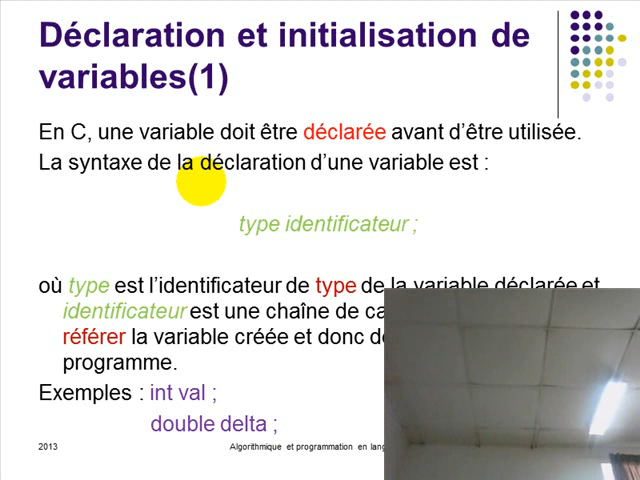 Déclaration et initialisation de
variables(1)
En C, une variable doit être déclarée avant d’être utilisée.
La syntaxe de la déclaration d’une variable est :
type identificateur ;
où type est l’identificateur de type de la variable déclarée et
identificateur est une chaîne de
référer la variable créée et donc
programme.
Exemples : int val ;
double delta ;
2013
Algorithmique et programmation en